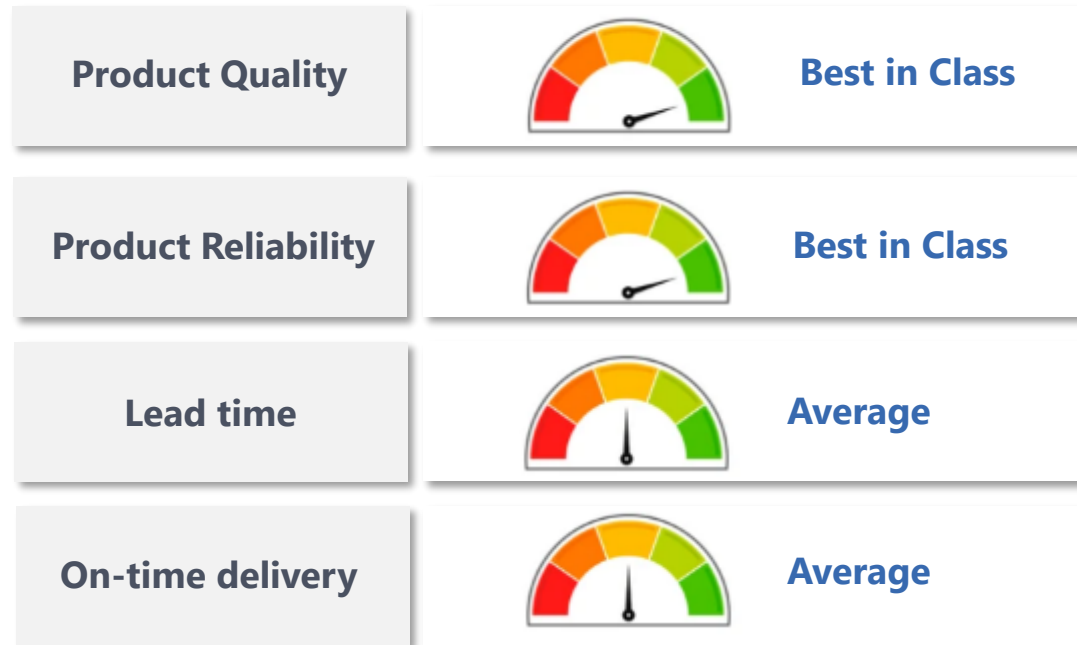 Product Quality
Best in Class
Product Reliability
Best in Class
Lead time
Average
On-time delivery
Average